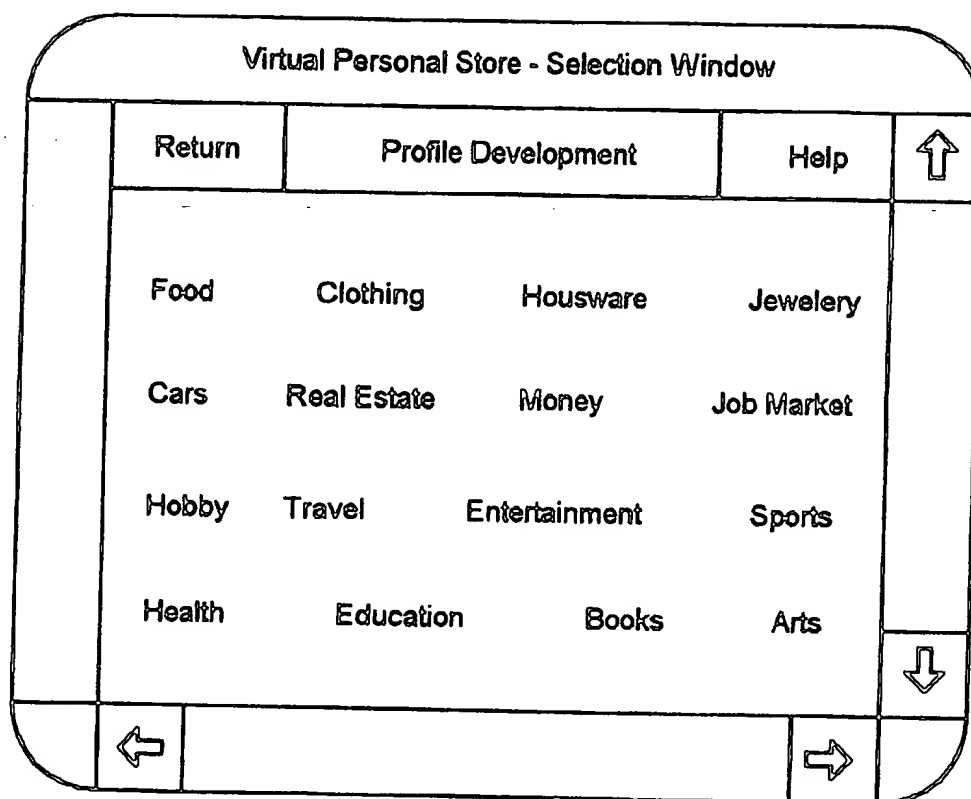 Virtual Personal Store - Selection Window
Return Profile Development Help
Food Clothing Housware Jewelery
Cars Real Estate Money Job Market
Hobby Travel Entertainment Sports
Health Education Books Arts